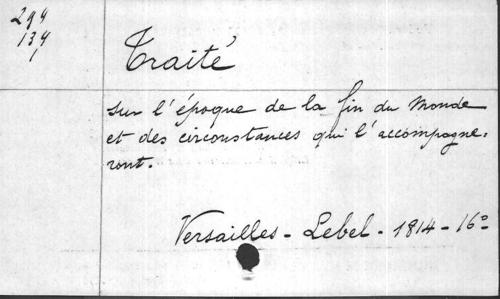 294
134
1
Traité
sur l'époque de la fin du Monde
et des circonstances qui l'accompagne-
ront.
Versailles - Lebel - 1814 - 16°